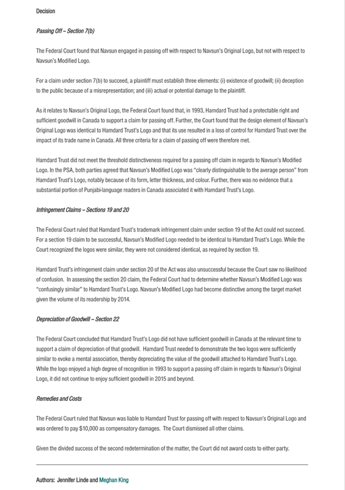 Decision
Passing Off – Section 7(b)
The Federal Court found that Navsun engaged in passing off with respect to Navsun's Original Logo, but not with respect to
Navsun's Modified Logo.
For a claim under section 7(b) to succeed, a plaintiff must establish three elements: (i) existence of goodwill; (ii) deception
to the public because of a misrepresentation; and (iii) actual or potential damage to the plaintiff.
As it relates to Navsun's Original Logo, the Federal Court found that, in 1993, Hamdard Trust had a protectable right and
sufficient goodwill in Canada to support a claim for passing off. Further, the Court found that the design element of Navsun's
Original Logo was identical to Hamdard Trust's Logo and that its use resulted in a loss of control for Hamdard Trust over the
impact of its trade name in Canada. All three criteria for a claim of passing off were therefore met.
Hamdard Trust did not meet the threshold distinctiveness required for a passing off claim in regards to Navsun's Modified
Logo. In the PSA, both parties agreed that Navsun's Modified Logo was "clearly distinguishable to the average person" from
Hamdard Trust's Logo, notably because of its form, letter thickness, and colour. Further, there was no evidence that a
substantial portion of Punjabi-language readers in Canada associated it with Hamdard Trust's Logo.
Infringement Claims – Sections 19 and 20
The Federal Court ruled that Hamdard Trust's trademark infringement claim under section 19 of the Act could not succeed.
For a section 19 claim to be successful, Navsun's Modified Logo needed to be identical to Hamdard Trust's Logo. While the
Court recognized the logos were similar, they were not considered identical, as required by section 19.
Hamdard Trust's infringement claim under section 20 of the Act was also unsuccessful because the Court saw no likelihood
of confusion. In assessing the section 20 claim, the Federal Court had to determine whether Navsun's Modified Logo was
"confusingly similar" to Hamdard Trust's Logo. Navsun's Modified Logo had become distinctive among the target market
given the volume of its readership by 2014.
Depreciation of Goodwill – Section 22
The Federal Court concluded that Hamdard Trust's Logo did not have sufficient goodwill in Canada at the relevant time to
support a claim of depreciation of that goodwill. Hamdard Trust needed to demonstrate the two logos were sufficiently
similar to evoke a mental association, thereby depreciating the value of the goodwill attached to Hamdard Trust's Logo.
While the logo enjoyed a high degree of recognition in 1993 to support a passing off claim in regards to Navsun's Original
Logo, it did not continue to enjoy sufficient goodwill in 2015 and beyond.
Remedies and Costs
The Federal Court ruled that Navsun was liable to Hamdard Trust for passing off with respect to Navsun's Original Logo and
was ordered to pay $10,000 as compensatory damages. The Court dismissed all other claims.
Given the divided success of the second redetermination of the matter, the Court did not award costs to either party.
Authors: Jennifer Linde and Meghan King